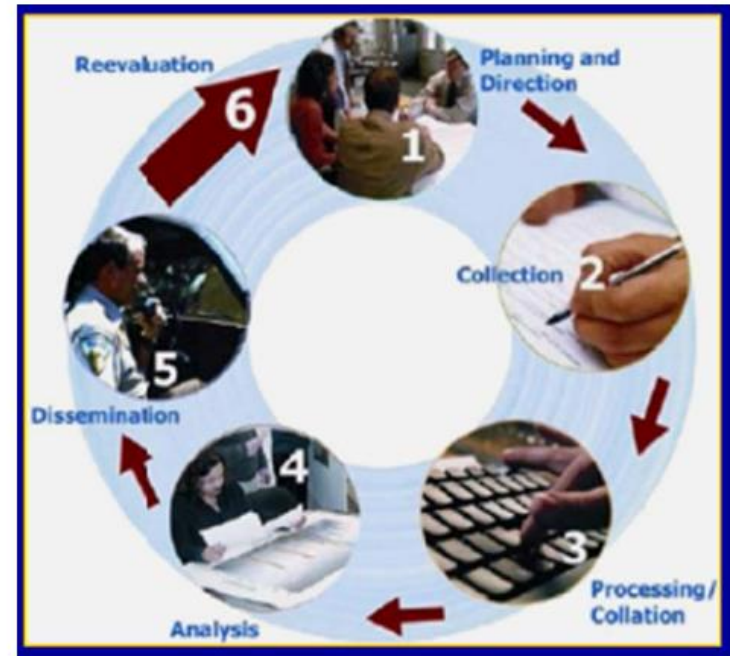 Reevaluation
6
1
Planning and
Direction
Collection
2
3
Processing/
Collation
4
Analysis
5
Dissemination